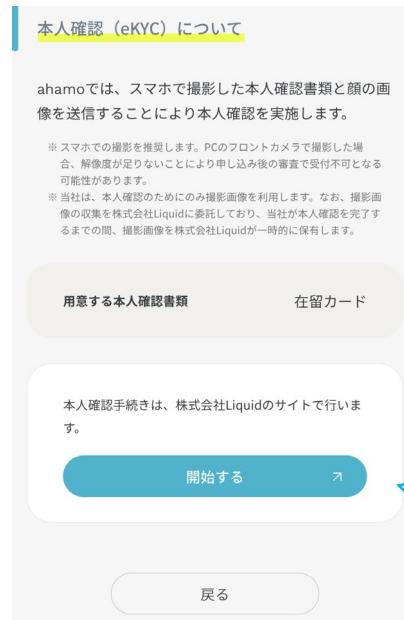 本人確認（eKYC）について
ahamoでは、スマホで撮影した本人確認書類と顔の画
像を送信することにより本人確認を実施します。
※ スマホでの撮影を推奨します。PCのフロントカメラで撮影した場
合、解像度が足りないことにより申し込み後の審査で受付不可となる
可能性があります。
※ 当社は、本人確認のためにのみ撮影画像を利用します。なお、撮影画
像の収集を株式会社Liquidに委託しており、当社が本人確認を完了す
るまでの間、撮影画像を株式会社Liquidが一時的に保有します。
用意する本人確認書類 在留カード
本人確認手続きは、株式会社Liquidのサイトで行いま
す。
開始する
戻る